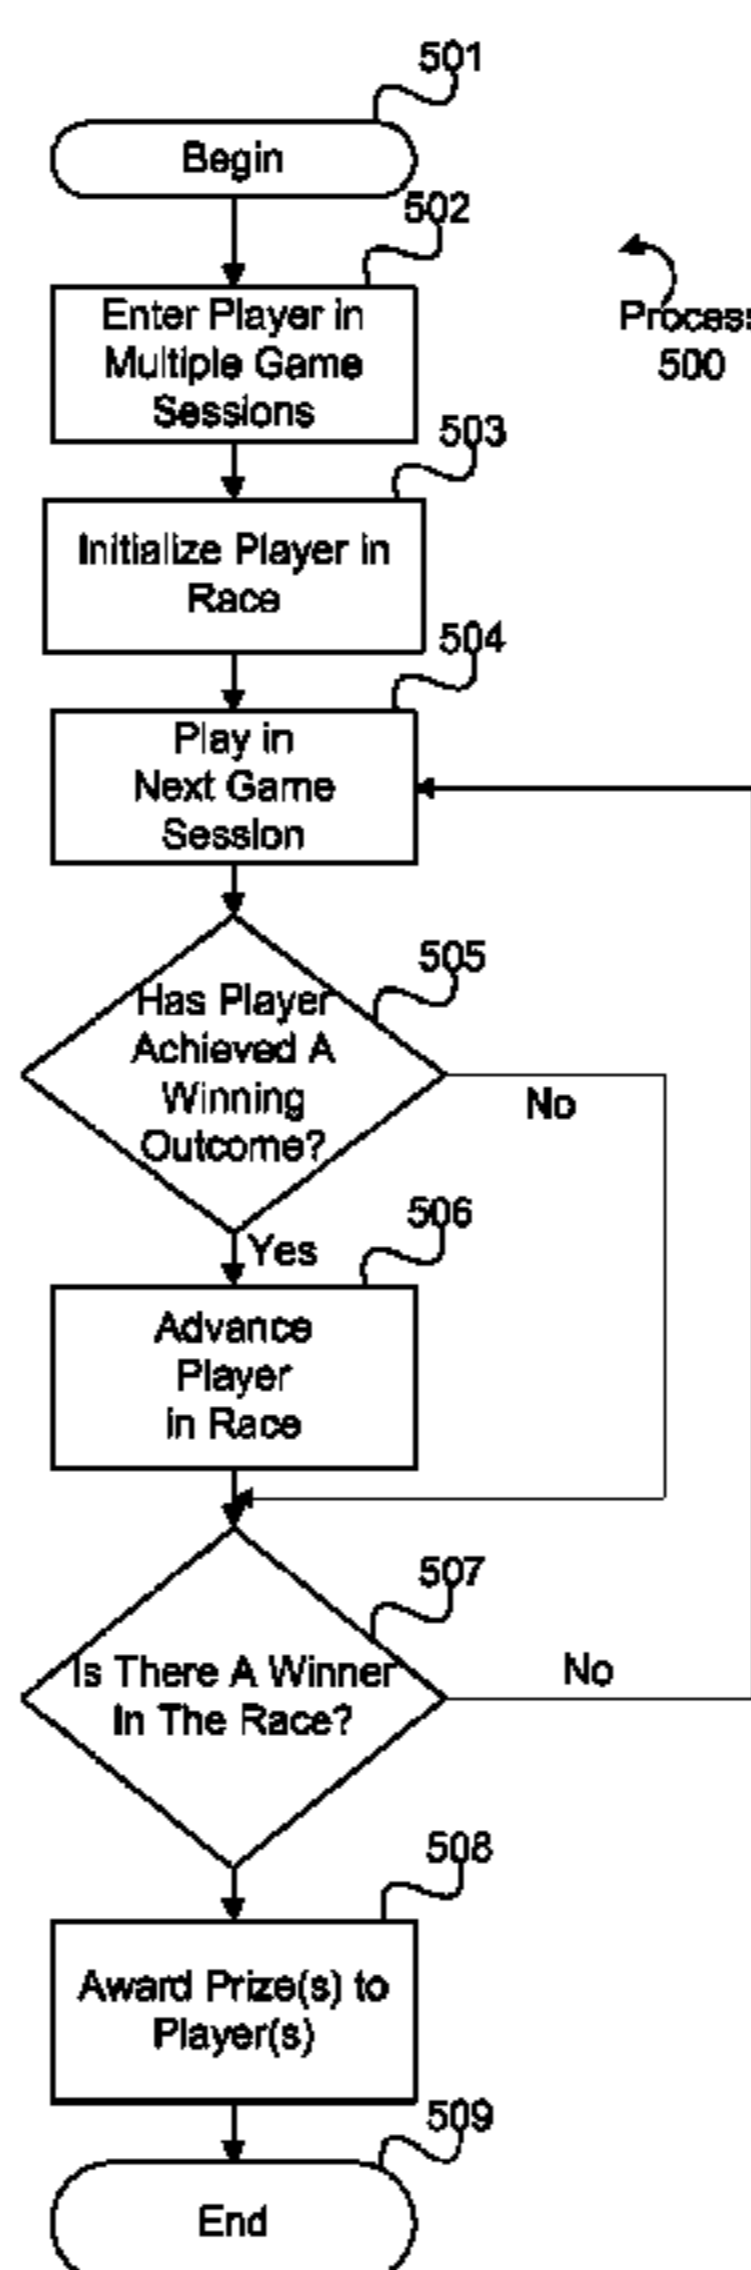 501
Begin
502
Enter Player in
Multiple Game
Sessions
Process
500
503
Initialize Player in
Race
504
Play in
Next Game
Session
505
Has Player
Achieved A
Winning
Outcome?
No
506
Yes
Advance
Player
in Race
507
Is There A Winner
In The Race?
No
508
Award Prize(s) to
Player(s)
509
End